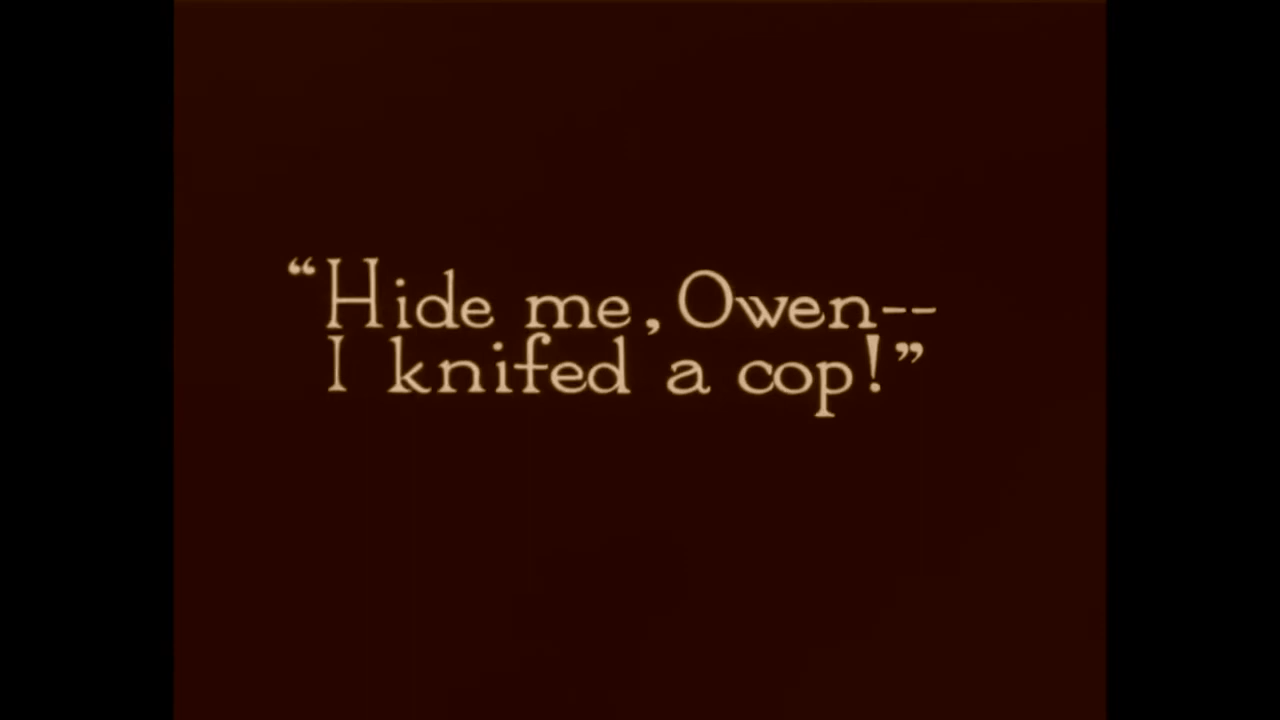 “Hide me, Owen--
I knifed a cop!”